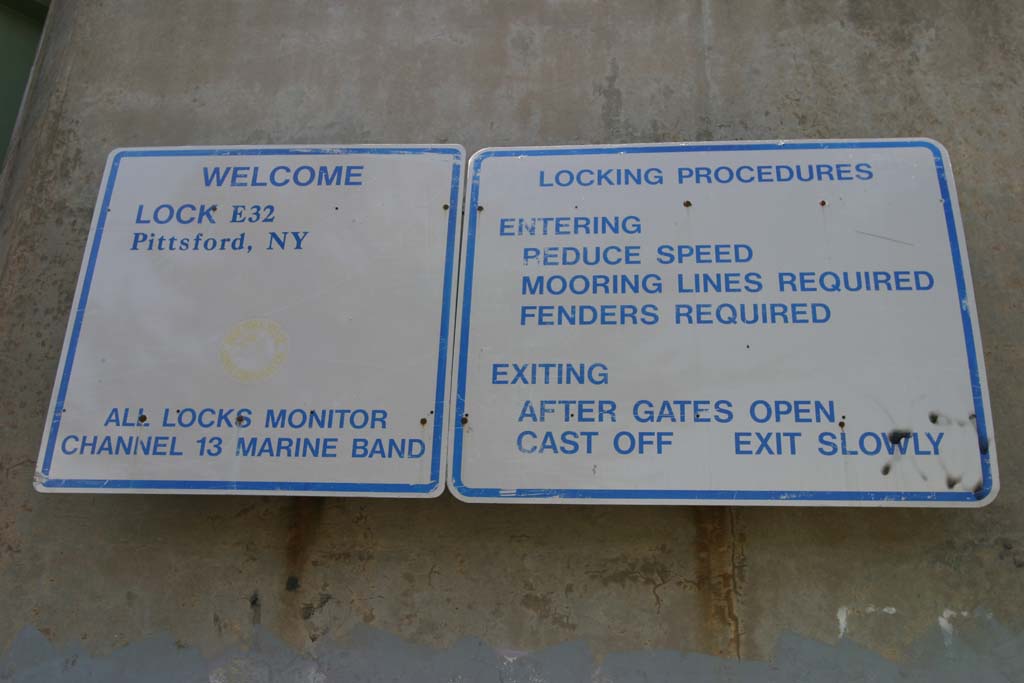 WELCOME
LOCK E32
Pittsford, NY
ALL LOCKS MONITOR
CHANNEL 13 MARINE BAND
LOCKING PROCEDURES
ENTERING
REDUCE SPEED
MOORING LINES REQUIRED
FENDERS REQUIRED
EXITING
AFTER GATES OPEN
CAST OFF EXIT SLOWLY